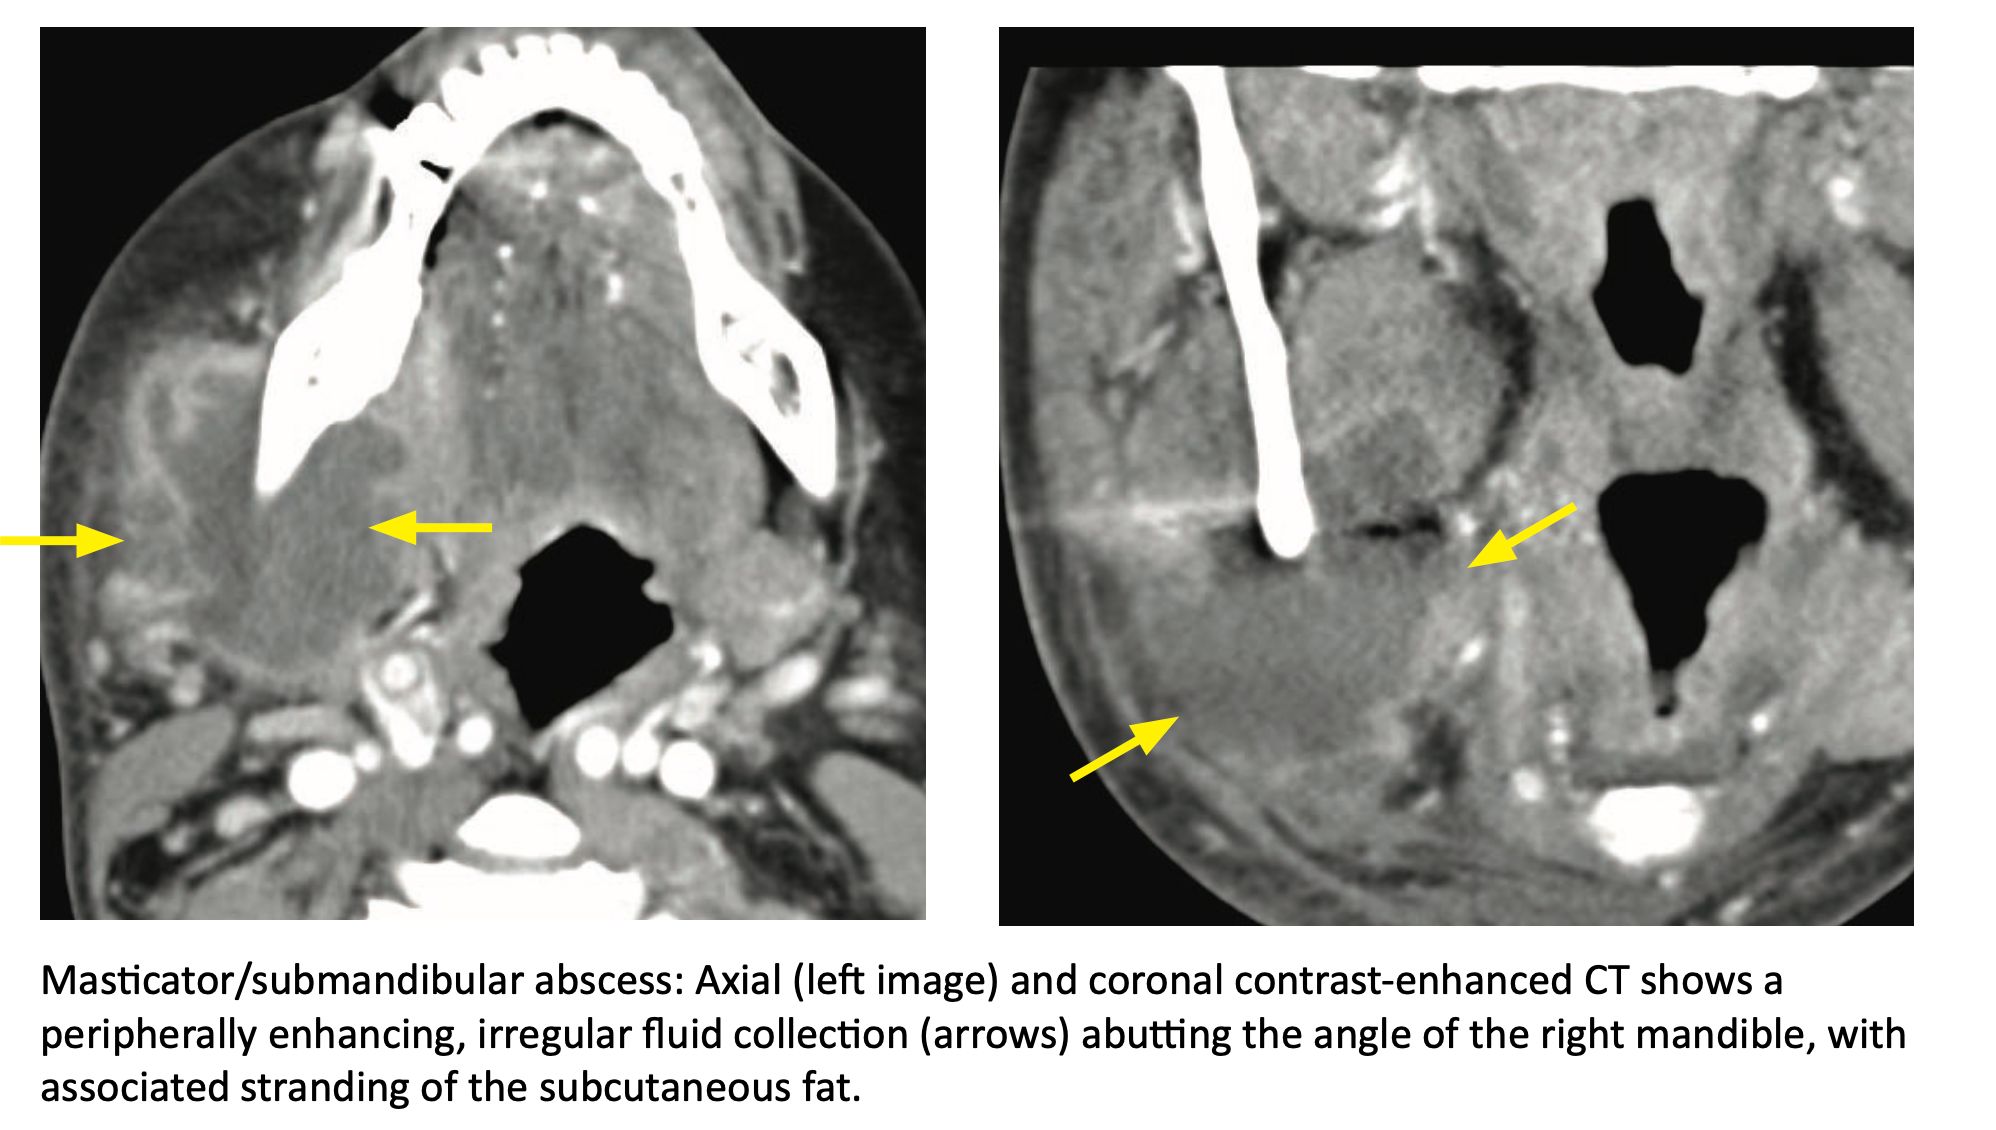 Masticator/submandibular abscess: Axial (left image) and coronal contrast-enhanced CT shows a
peripherally enhancing, irregular fluid collection (arrows) abutting the angle of the right mandible, with
associated stranding of the subcutaneous fat.